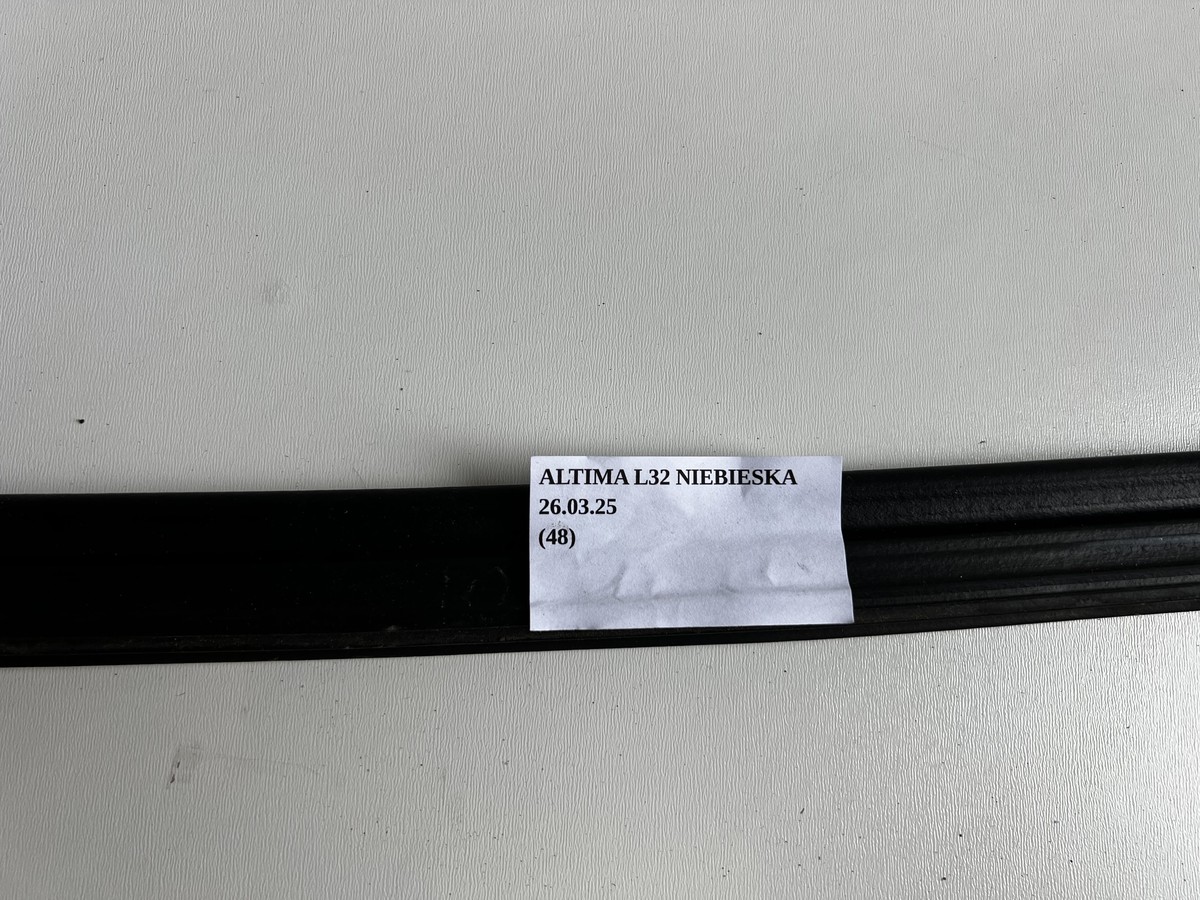 ALTIMA L32 NIEBIESKA
26.03.25
(48)